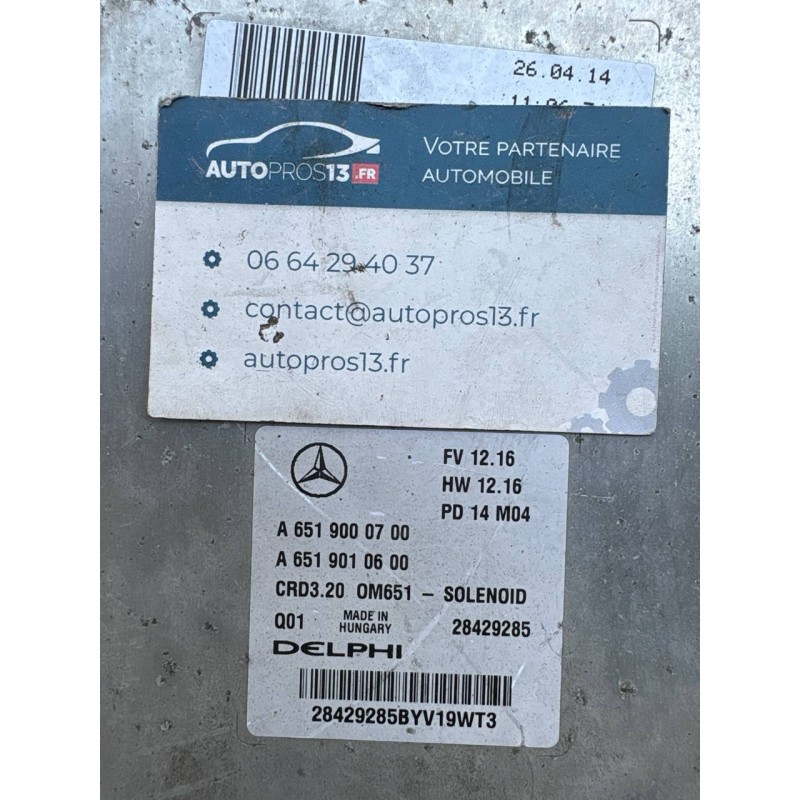 26.04.14
AUTOPROS13.FR
VOTRE PARTENAIRE
AUTOMOBILE
06 64 29 40 37
contact@autopros13.fr
autopros13.fr
FV 12.16
HW 12.16
PD 14 M04
A 651 900 07 00
A 651 901 06 00
CRD3.20 OM651 – SOLENOID
Q01 MADE IN HUNGARY 28429285
DELPHI
28429285BYV19WT3